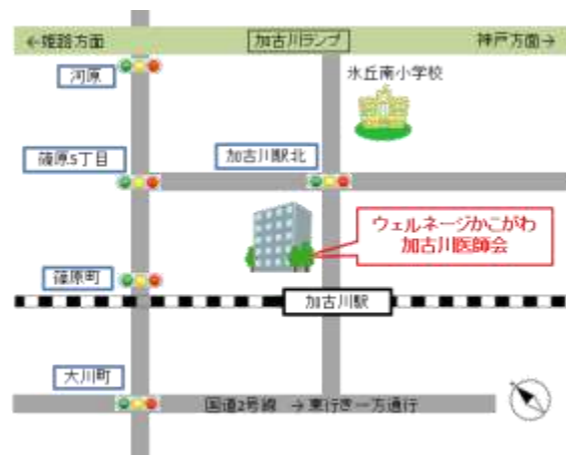 ←姫路方面 加古川ランプ 神戸方面→
河原
氷丘南小学校
篠原5丁目
加古川駅北
ウェルネージかこがわ
加古川医師会
篠原町
加古川駅
大川町
国道2号線 →東行き一方通行